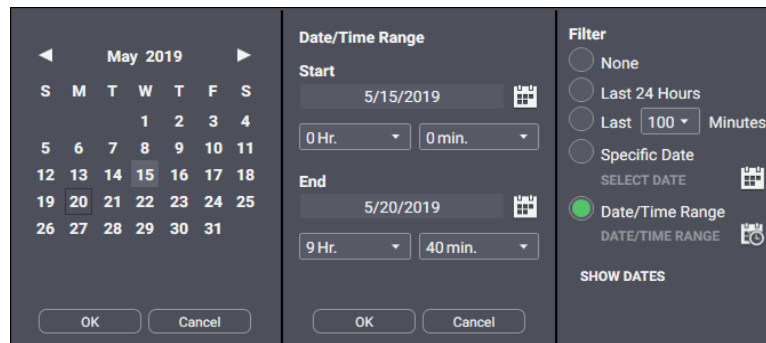 May 2019
S M T W T F S
1 2 3 4
5 6 7 8 9 10 11
12 13 14 15 16 17 18
19 20 21 22 23 24 25
26 27 28 29 30 31
OK Cancel
Date/Time Range
Start
5/15/2019
0 Hr. 0 min.
End
5/20/2019
9 Hr. 40 min.
OK Cancel
Filter
None
Last 24 Hours
Last 100 Minutes
Specific Date
SELECT DATE
Date/Time Range
DATE/TIME RANGE
SHOW DATES